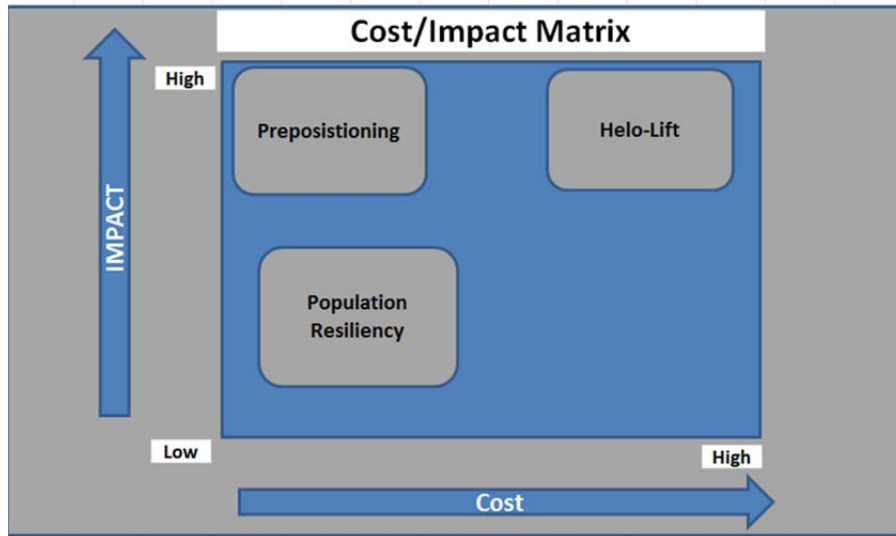 Cost/Impact Matrix
High
Preposistioning
Helo-Lift
IMPACT
Population
Resiliency
Low
High
Cost